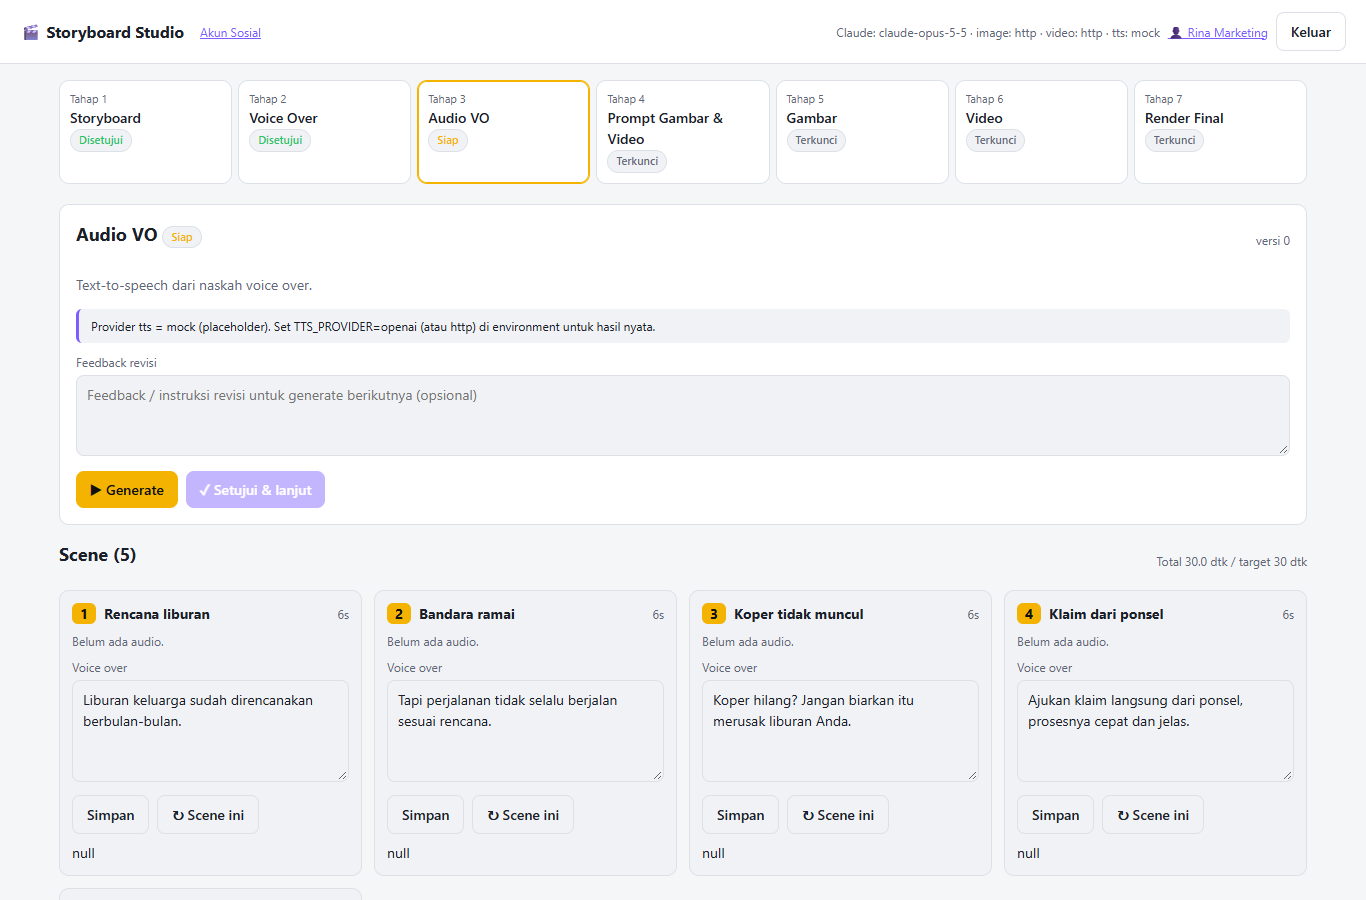 Storyboard Studio
Akun Sosial
Claude: claude-opus-5-5 · image: http · video: http · tts: mock
Rina Marketing
Keluar
Tahap 1
Storyboard
Disetujui
Tahap 2
Voice Over
Disetujui
Tahap 3
Audio VO
Siap
Tahap 4
Prompt Gambar &
Video
Terkunci
Tahap 5
Gambar
Terkunci
Tahap 6
Video
Terkunci
Tahap 7
Render Final
Terkunci
Audio VO
Siap
versi 0
Text-to-speech dari naskah voice over.
Provider tts = mock (placeholder). Set TTS_PROVIDER=openai (atau http) di environment untuk hasil nyata.
Feedback revisi
Feedback / instruksi revisi untuk generate berikutnya (opsional)
▶ Generate
✓ Setujui & lanjut
Scene (5)
Total 30.0 dtk / target 30 dtk
1 Rencana liburan 6s
Belum ada audio.
Voice over
Liburan keluarga sudah direncanakan
berbulan-bulan.
Simpan
↻ Scene ini
null
2 Bandara ramai 6s
Belum ada audio.
Voice over
Tapi perjalanan tidak selalu berjalan
sesuai rencana.
Simpan
↻ Scene ini
null
3 Koper tidak muncul 6s
Belum ada audio.
Voice over
Koper hilang? Jangan biarkan itu
merusak liburan Anda.
Simpan
↻ Scene ini
null
4 Klaim dari ponsel 6s
Belum ada audio.
Voice over
Ajukan klaim langsung dari ponsel,
prosesnya cepat dan jelas.
Simpan
↻ Scene ini
null